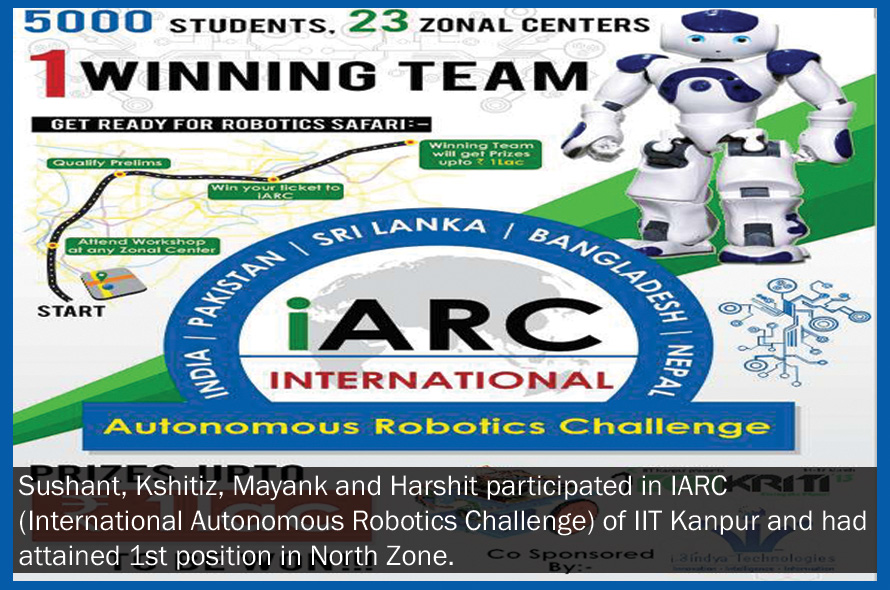 5000 STUDENTS, 23 ZONAL CENTERS
1 WINNING TEAM
GET READY FOR ROBOTICS SAFARI:-
Winning Team
will get Prizes
upto ₹ 1Lac
Qualify Prelims
Win your ticket to
iARC
Attend Workshop
at any Zonal Center
START
INDIA | PAKISTAN | SRI LANKA | BANGLADESH | NEPAL
iARC
INTERNATIONAL
Autonomous Robotics Challenge
PRIZES UPTO
Sushant, Kshitiz, Mayank and Harshit participated in IARC
(International Autonomous Robotics Challenge) of IIT Kanpur and had
attained 1st position in North Zone.
Co Sponsored
By:-